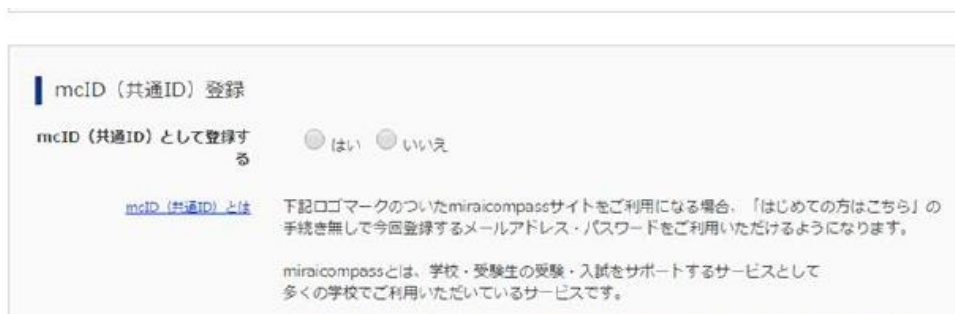 mcID（共通ID）登録
mcID（共通ID）として登録す
る
はい いいえ
mcID（共通ID）とは
下記ロゴマークのついたmiraicompassサイトをご利用になる場合、「はじめての方はこちら」の
手続き無しで今回登録するメールアドレス・パスワードをご利用いただけるようになります。
miraicompassとは、学校・受験生の受験・入試をサポートするサービスとして
多くの学校でご利用いただいているサービスです。